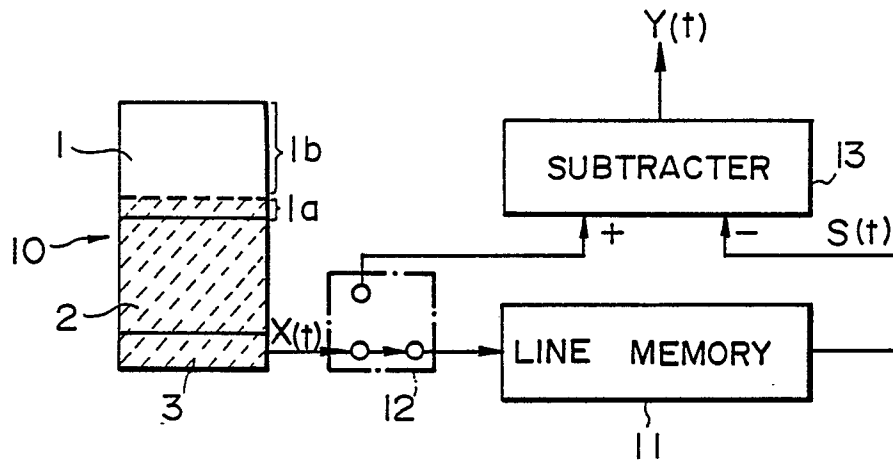 Y(t)
1
1b
SUBTRACTER
13
1a
+
−
S(t)
10
2
X(t)
LINE MEMORY
3
12
11